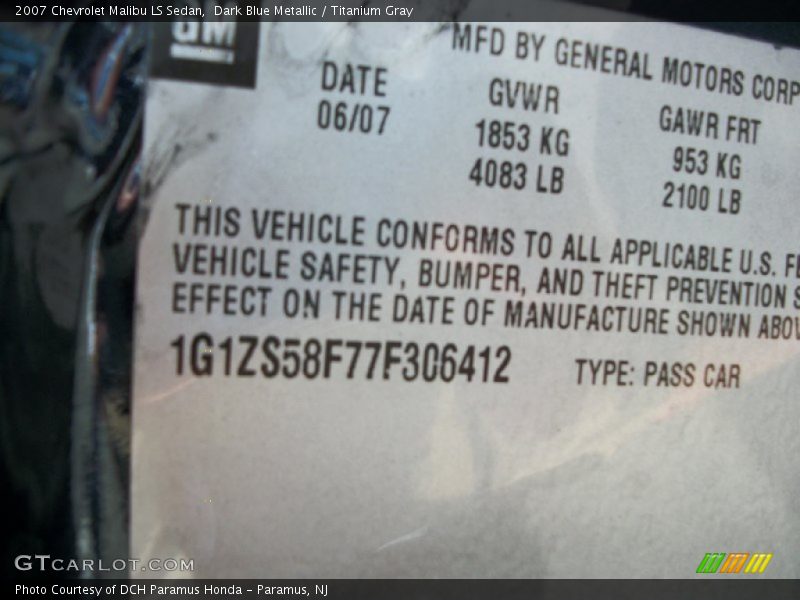 2007 Chevrolet Malibu LS Sedan, Dark Blue Metallic / Titanium Gray
GM
MFD BY GENERAL MOTORS CORP
DATE GVWR GAWR FRT
06/07 1853 KG 953 KG
4083 LB 2100 LB
THIS VEHICLE CONFORMS TO ALL APPLICABLE U.S. FE
VEHICLE SAFETY, BUMPER, AND THEFT PREVENTION S
EFFECT ON THE DATE OF MANUFACTURE SHOWN ABOV
1G1ZS58F77F306412 TYPE: PASS CAR
GTCARLOT.COM
Photo Courtesy of DCH Paramus Honda - Paramus, NJ